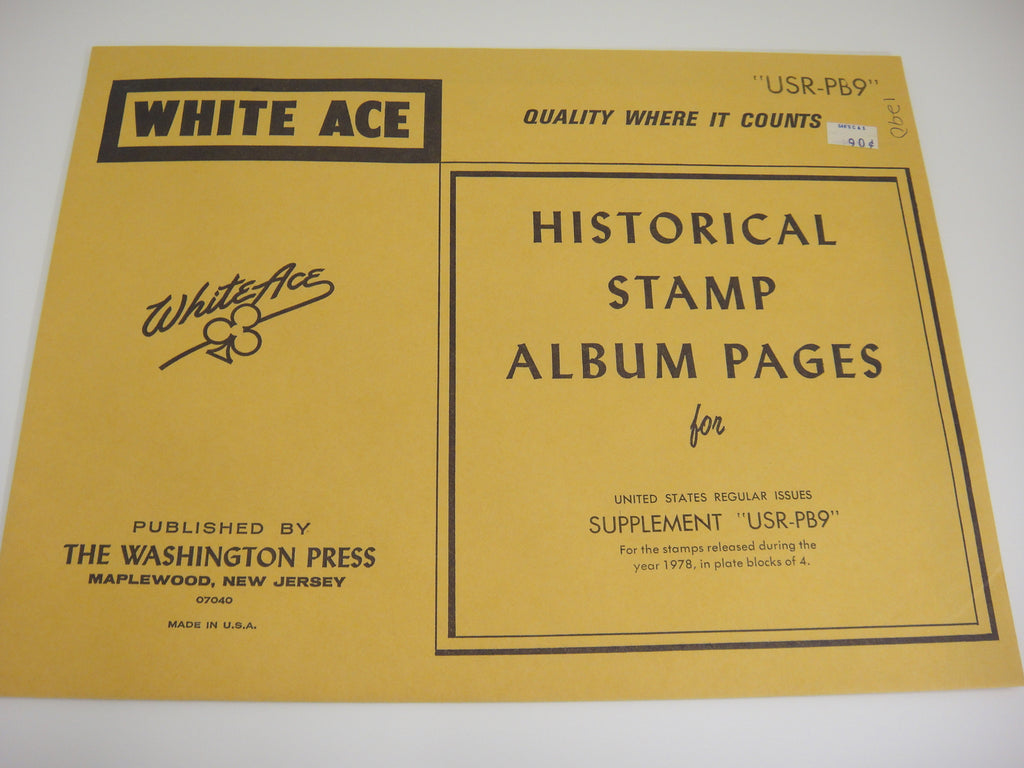 WHITE ACE
"USR-PB9"
QUALITY WHERE IT COUNTS
90¢
HISTORICAL
STAMP
ALBUM PAGES
for
UNITED STATES REGULAR ISSUES
SUPPLEMENT "USR-PB9"
For the stamps released during the
year 1978, in plate blocks of 4.
White Ace
PUBLISHED BY
THE WASHINGTON PRESS
MAPLEWOOD, NEW JERSEY
07040
MADE IN U.S.A.